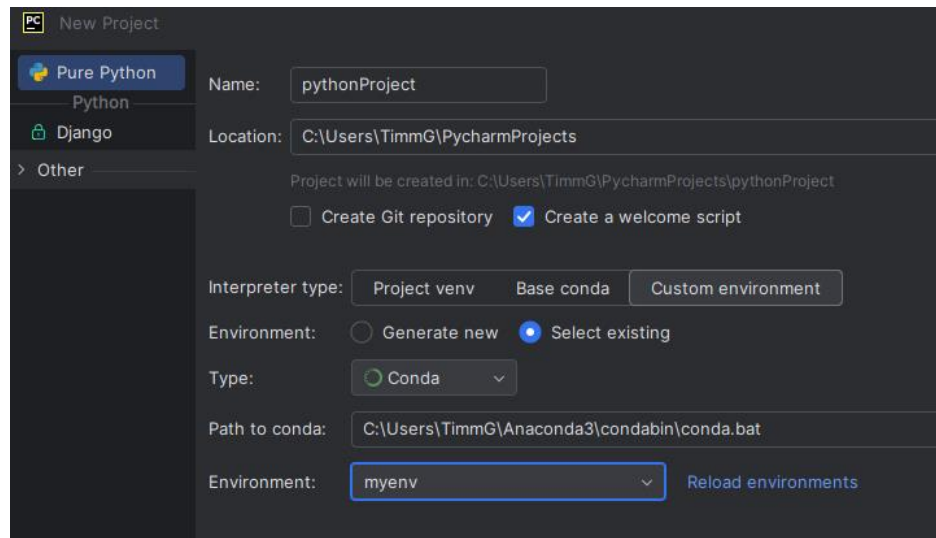 PC New Project
Pure Python
Python
Django
Other
Name: pythonProject
Location: C:\Users\TimmG\PycharmProjects
Project will be created in: C:\Users\TimmG\PycharmProjects\pythonProject
Create Git repository Create a welcome script
Interpreter type: Project venv Base conda Custom environment
Environment: Generate new Select existing
Type: Conda
Path to conda: C:\Users\TimmG\Anaconda3\condabin\conda.bat
Environment: myenv Reload environments